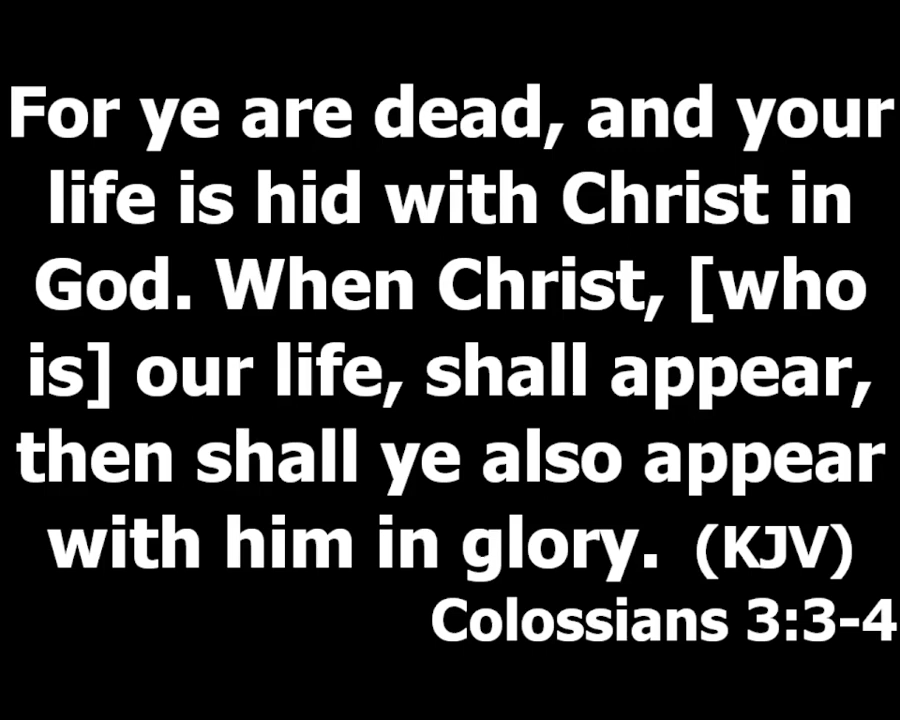 For ye are dead, and your
life is hid with Christ in
God. When Christ, [who
is] our life, shall appear,
then shall ye also appear
with him in glory. (KJV)
Colossians 3:3-4